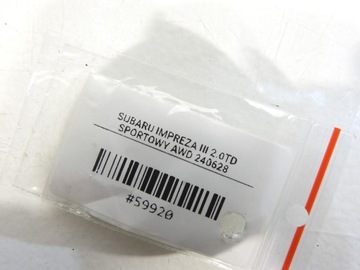 SUBARU IMPREZA III 2.0TD
SPORTOWY AWD 240628
#59920